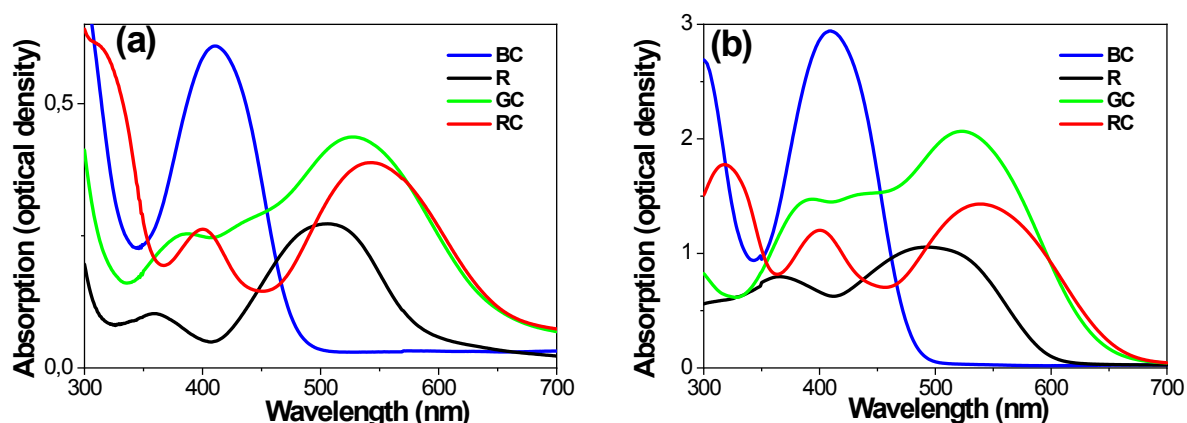 (a)
Absorption (optical density)
0,5
0,0
BC
R
GC
RC
300 400 500 600 700
Wavelength (nm)
(b)
Absorption (optical density)
3
2
1
0
BC
R
GC
RC
300 400 500 600 700
Wavelength (nm)